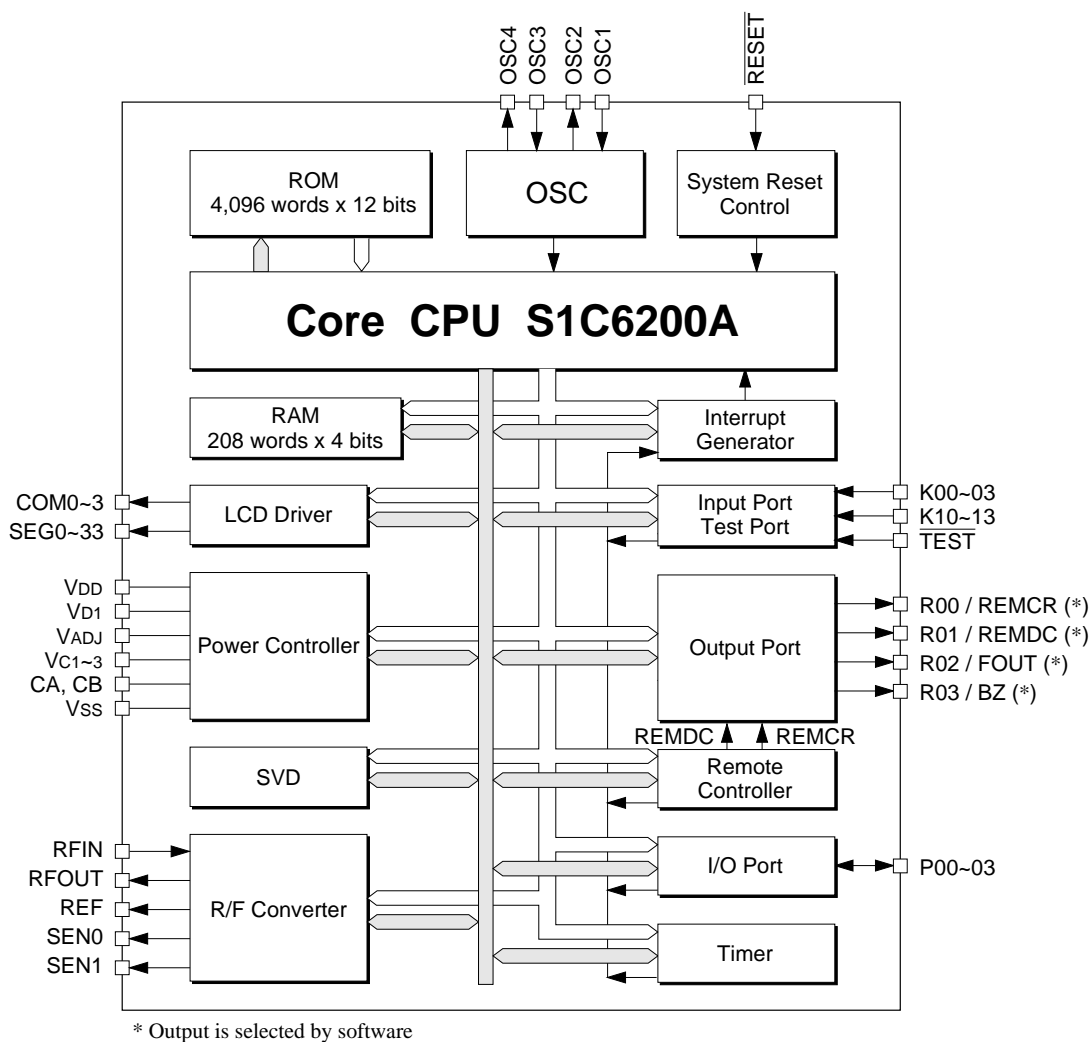 OSC4
OSC3
OSC2
OSC1
RESET
ROM
4,096 words x 12 bits
OSC
System Reset
Control
Core CPU S1C6200A
RAM
208 words x 4 bits
Interrupt
Generator
COM0~3
SEG0~33
LCD Driver
Input Port
Test Port
K00~03
K10~13
TEST
VDD
VD1
VADJ
VC1~3
CA, CB
VSS
Power Controller
Output Port
R00 / REMCR (*)
R01 / REMDC (*)
R02 / FOUT (*)
R03 / BZ (*)
REMDC
REMCR
SVD
Remote
Controller
RFIN
RFOUT
REF
SEN0
SEN1
R/F Converter
I/O Port
P00~03
Timer
* Output is selected by software